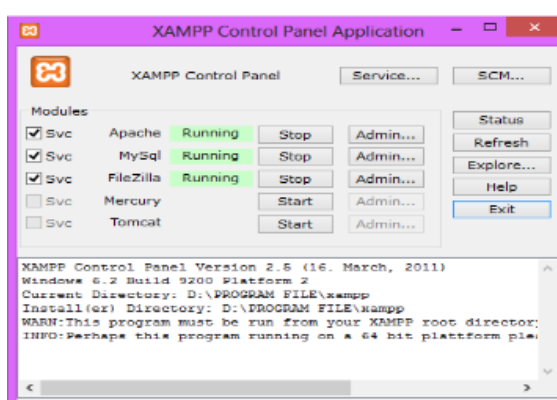 XAMPP Control Panel Application
XAMPP Control Panel Service... SCM...
Modules
Status
Svc Apache Running Stop Admin...
Refresh
Svc MySql Running Stop Admin...
Explore...
Svc FileZilla Running Stop Admin...
Help
Svc Mercury Start Admin...
Exit
Svc Tomcat Start Admin...
XAMPP Control Panel Version 2.5 (16. March, 2011)
Windows 6.2 Build 9200 Platform 2
Current Directory: D:\PROGRAM FILE\xampp
Install(er) Directory: D:\PROGRAM FILE\xampp
WARN:This program must be run from your XAMPP root directory
INFO:Perhaps this program running on a 64 bit plattform ple